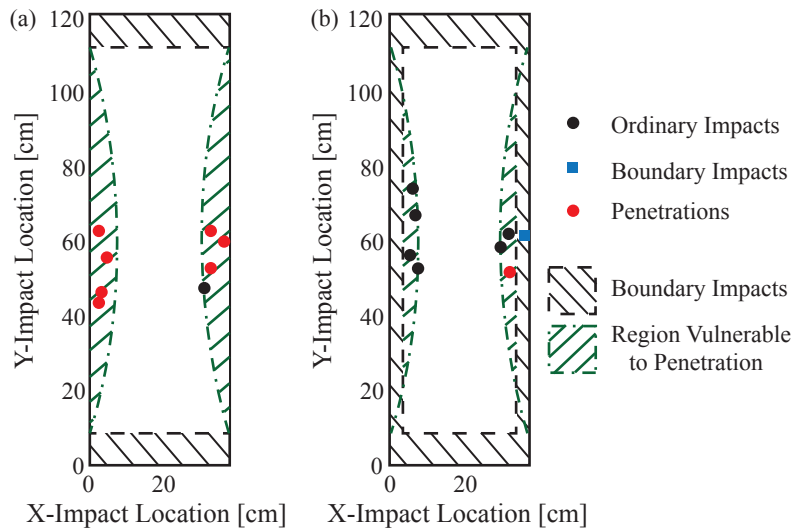 (a)
(b)
120
100
80
60
40
20
0
Y-Impact Location [cm]
0
20
X-Impact Location [cm]
120
100
80
60
40
20
0
Y-Impact Location [cm]
0
20
X-Impact Location [cm]
Ordinary Impacts
Boundary Impacts
Penetrations
Boundary Impacts
Region Vulnerable
to Penetration